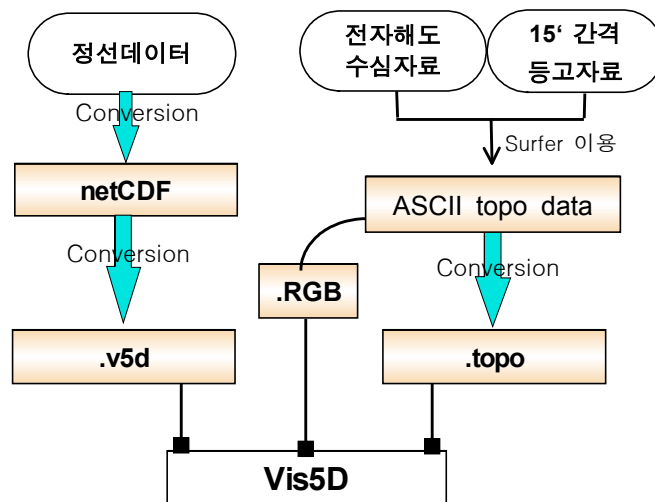 정선데이터
전자해도
수심자료
15‘ 간격
등고자료
Conversion
Surfer 이용
netCDF
ASCII topo data
Conversion
Conversion
.RGB
.v5d
.topo
Vis5D